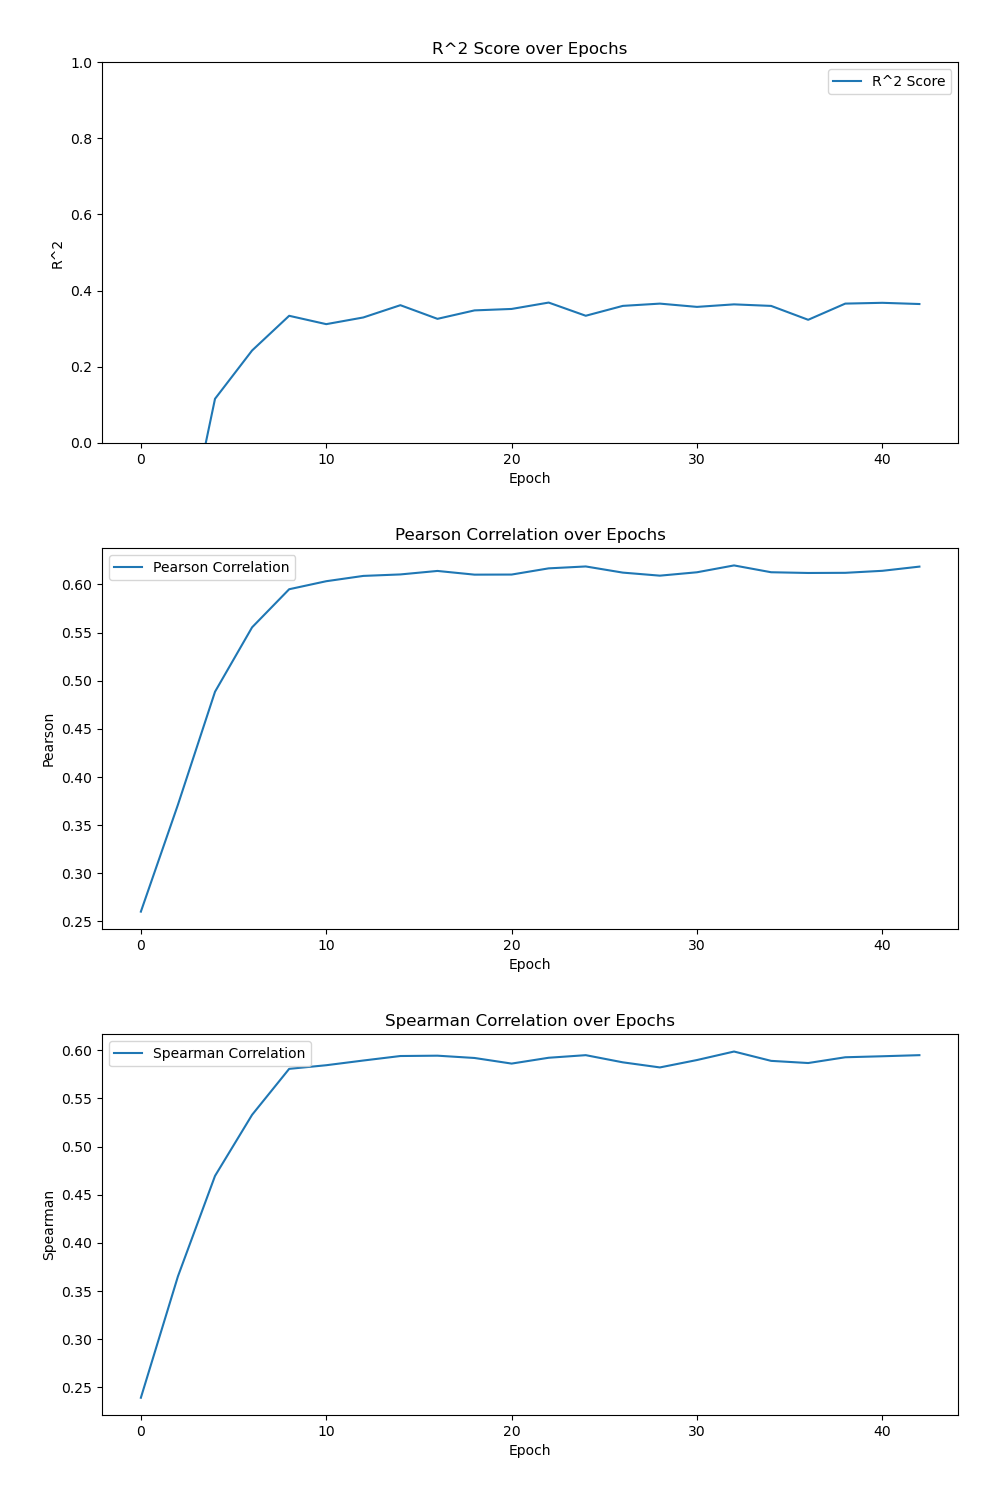 R^2 Score over Epochs
1.0
R^2 Score
0.8
0.6
R^2
0.4
0.2
0.0
0 10 20 30 40
Epoch
Pearson Correlation over Epochs
Pearson Correlation
0.60
0.55
0.50
0.45
Pearson
0.40
0.35
0.30
0.25
0 10 20 30 40
Epoch
Spearman Correlation over Epochs
Spearman Correlation
0.60
0.55
0.50
0.45
Spearman
0.40
0.35
0.30
0.25
0 10 20 30 40
Epoch